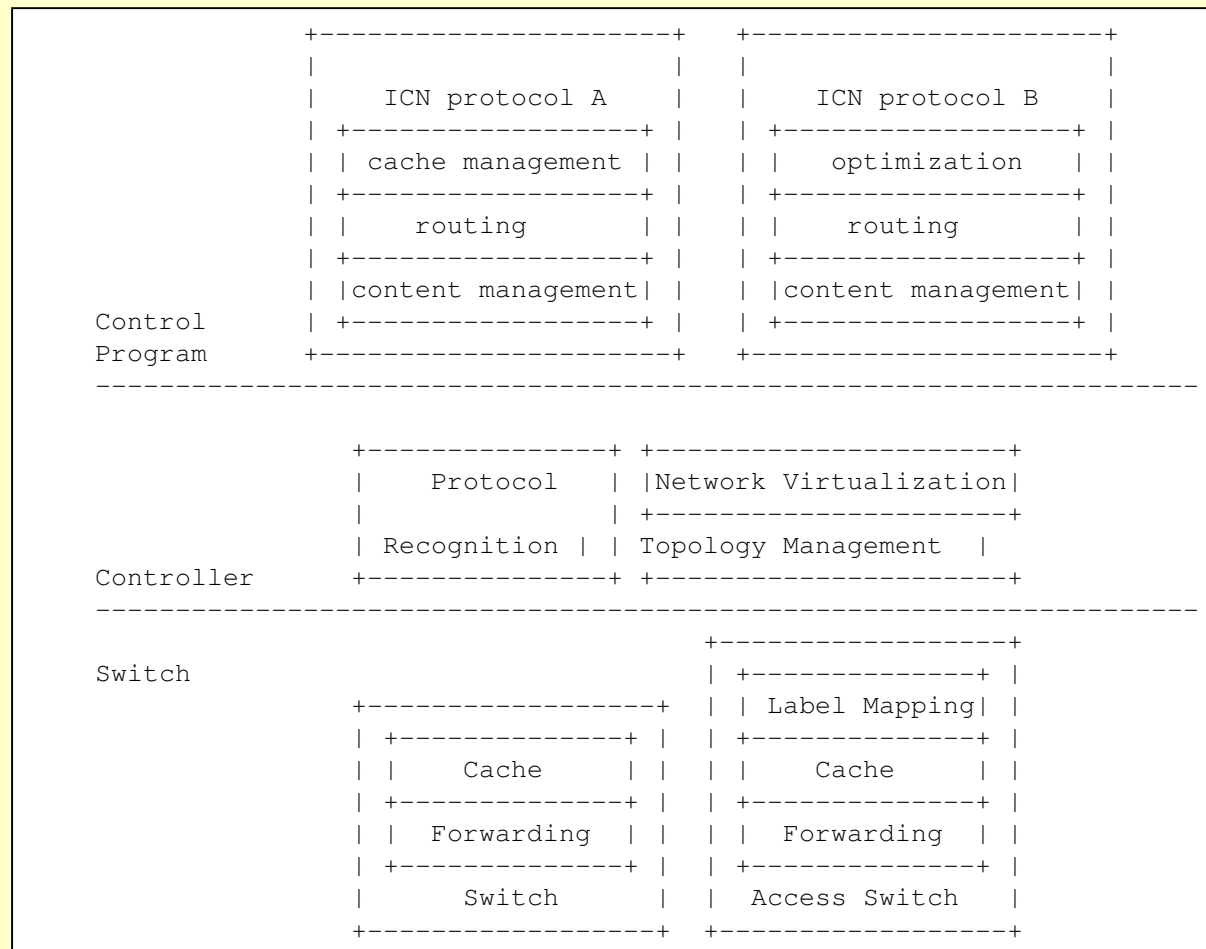 ICN protocol A ICN protocol B
cache management optimization
routing routing
content management content management
Control
Program
Protocol Network Virtualization
Recognition Topology Management
Controller
Switch
Label Mapping
Cache Cache
Forwarding Forwarding
Switch Access Switch